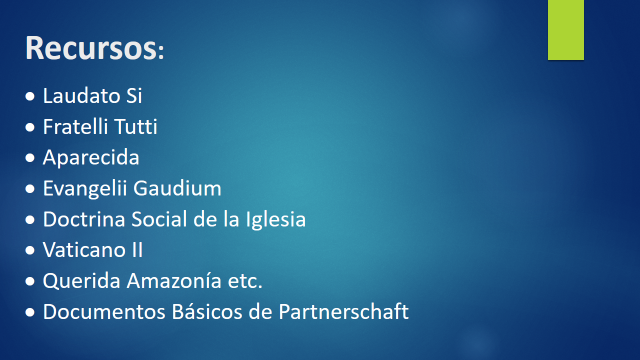 Recursos:
• Laudato Si
• Fratelli Tutti
• Aparecida
• Evangelii Gaudium
• Doctrina Social de la Iglesia
• Vaticano II
• Querida Amazonía etc.
• Documentos Básicos de Partnerschaft